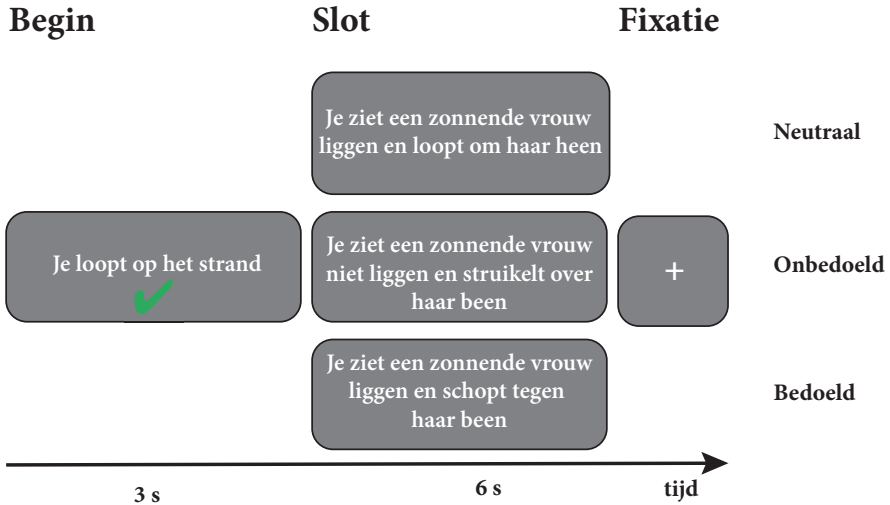 Begin
Slot
Fixatie
Je ziet een zonnende vrouw
liggen en loopt om haar heen
Neutraal
Je loopt op het strand
Je ziet een zonnende vrouw
niet liggen en struikelt over
haar been
+
Onbedoeld
Je ziet een zonnende vrouw
liggen en schopt tegen
haar been
Bedoeld
3 s
6 s
tijd